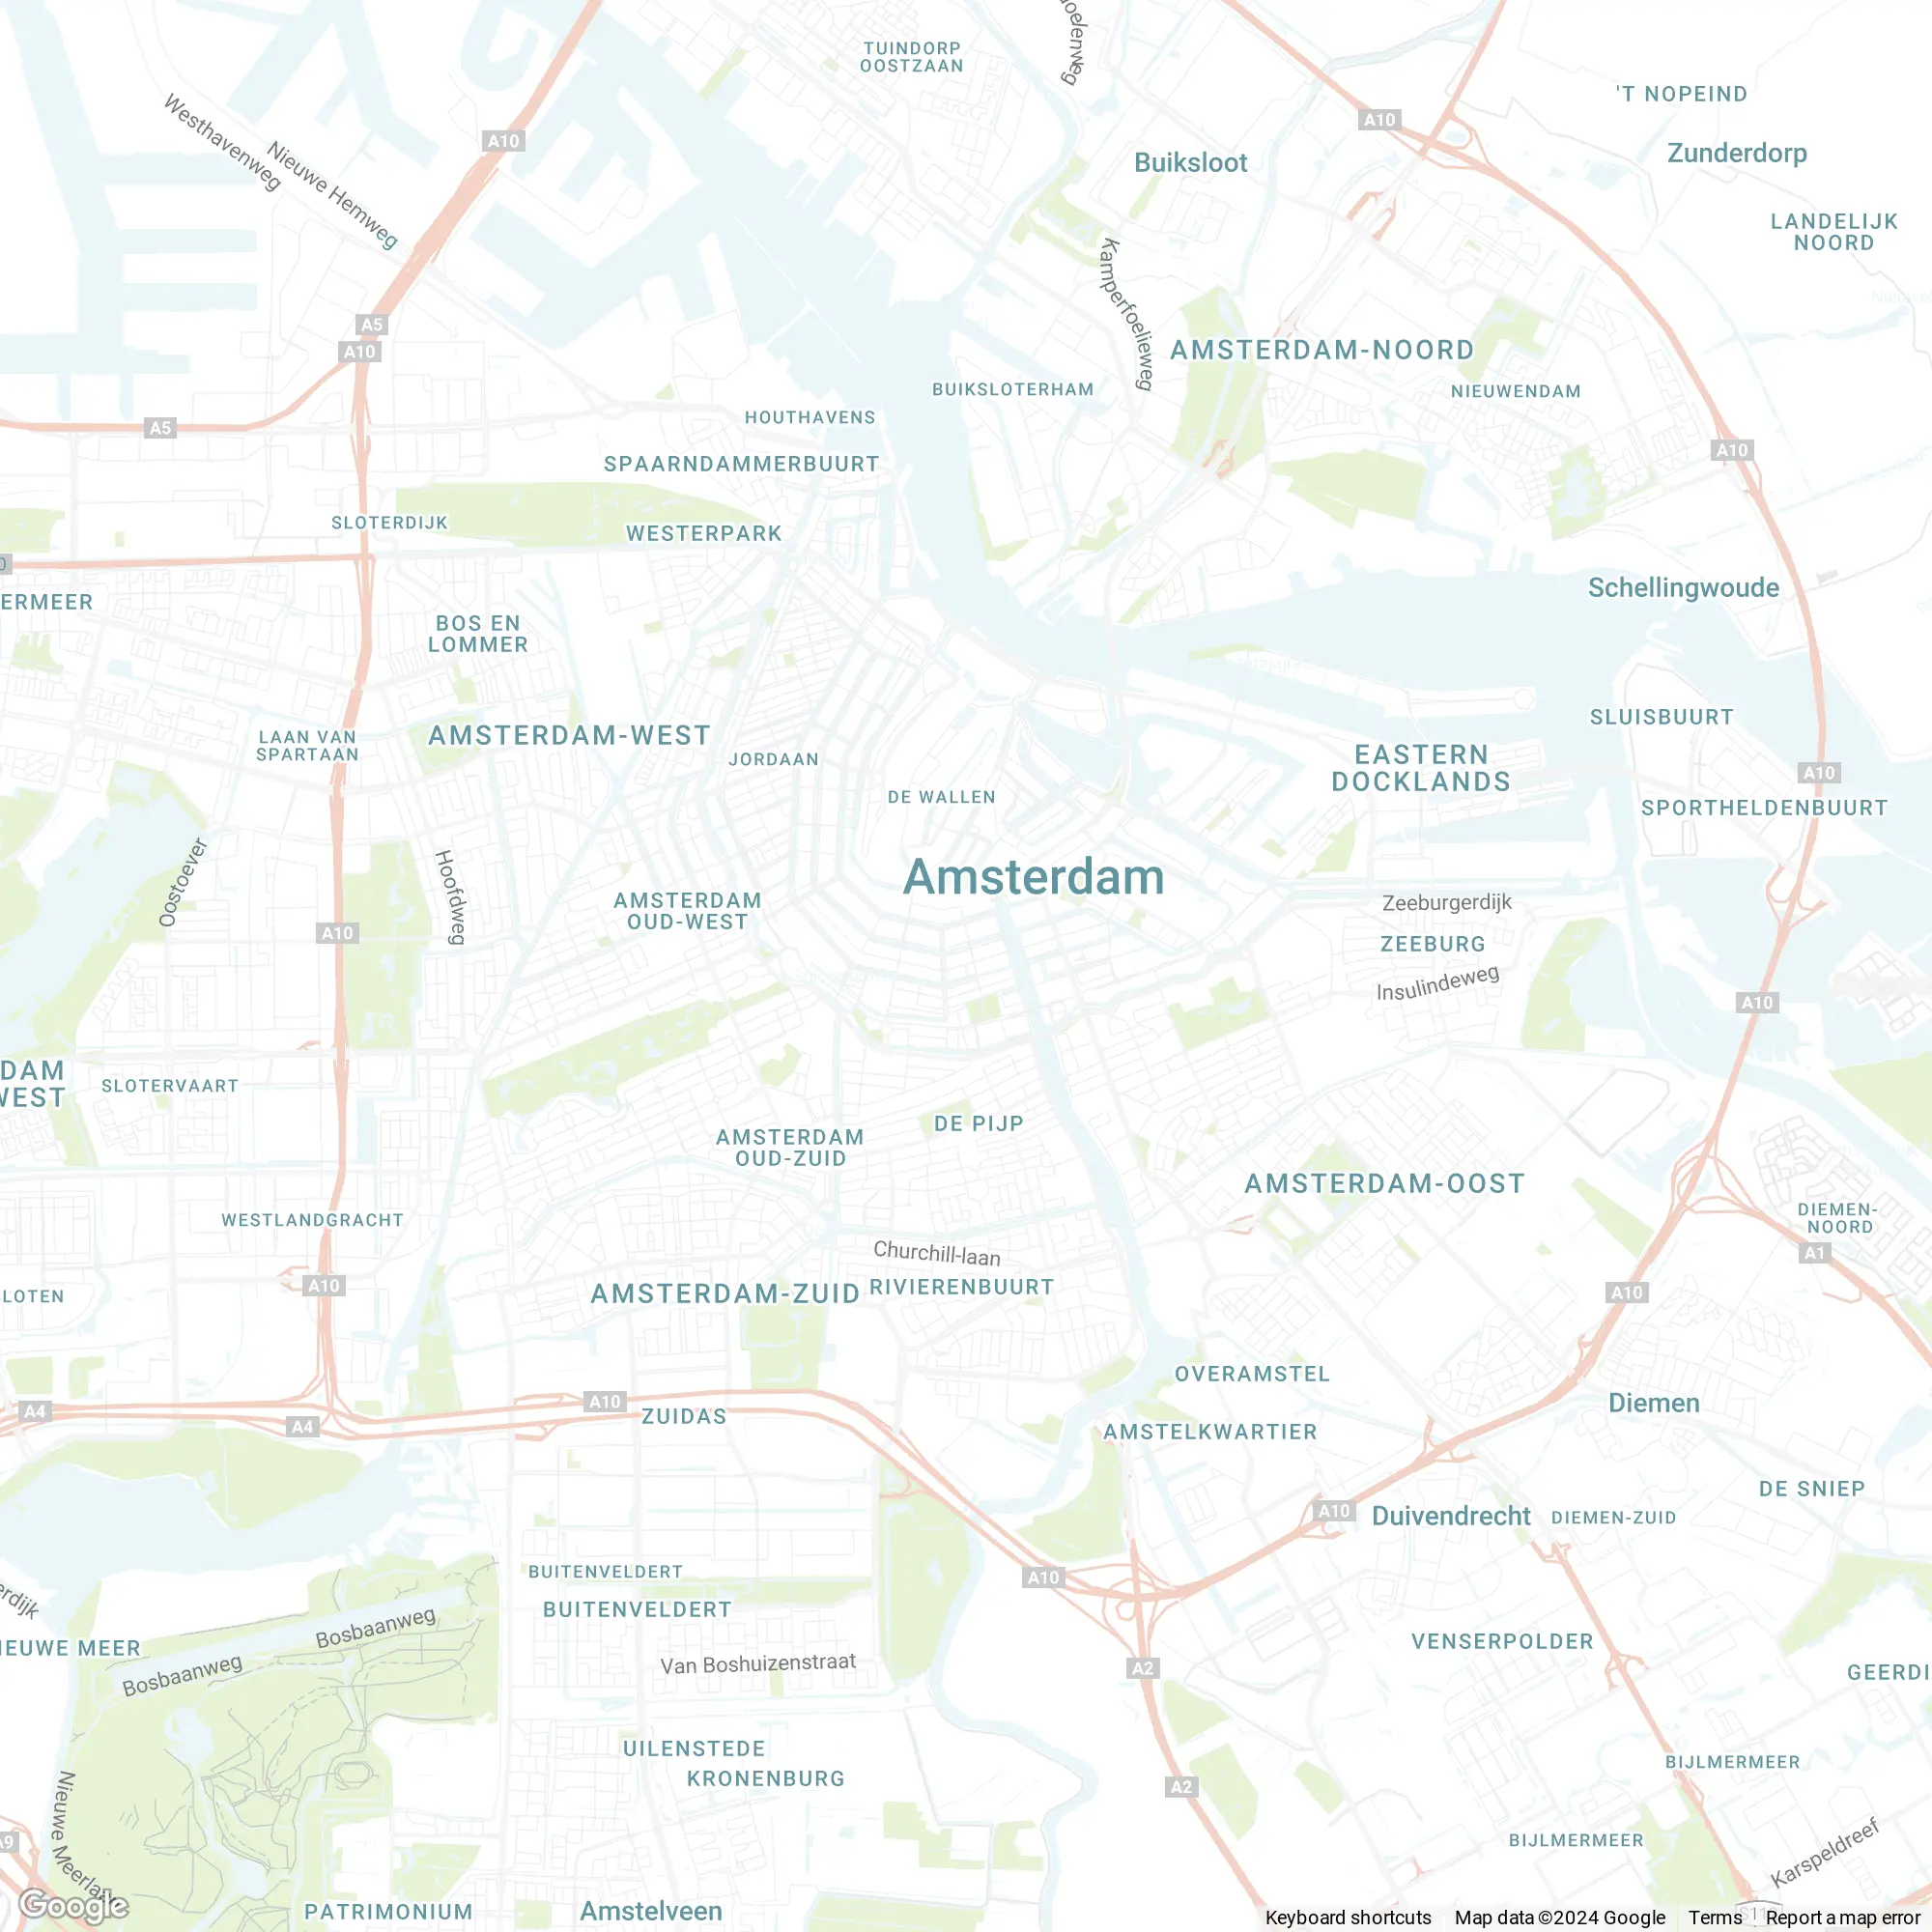 TUINDORP
OOSTZAAN
'T NOPEIND
Westhavenweg
A10
A10
Nieuwe Hemweg
Buiksloot
Zunderdorp
LANDELIJK
NOORD
Kamperfoelieweg
A5
A10
AMSTERDAM-NOORD
BUIKSLOTERHAM
NIEUWENDAM
HOUTHAVENS
A5
A10
SPAARNDAMMERBUURT
SLOTERDIJK
WESTERPARK
Schellingwoude
ERMEER
BOS EN
LOMMER
SLUISBUURT
LAAN VAN
SPARTAAN
AMSTERDAM-WEST
JORDAAN
EASTERN
DOCKLANDS
A10
DE WALLEN
SPORTHELDENBUURT
Oostoever
Hoofdweg
Amsterdam
AMSTERDAM
OUD-WEST
Zeeburgerdijk
A10
ZEEBURG
Insulindeweg
A10
DAM
WEST
SLOTERVAART
DE PIJP
AMSTERDAM
OUD-ZUID
AMSTERDAM-OOST
WESTLANDGRACHT
DIEMEN-
NOORD
Churchill-laan
A1
A10
AMSTERDAM-ZUID
RIVIERENBUURT
A10
LOTEN
OVERAMSTEL
A4
A10
Diemen
A4
ZUIDAS
AMSTELKWARTIER
DE SNIEP
A10
Duivendrecht
DIEMEN-ZUID
BUITENVELDERT
A10
erdijk
BUITENVELDERT
Bosbaanweg
IEUWE MEER
VENSERPOLDER
Bosbaanweg
Van Boshuizenstraat
A2
GEERDI
UILENSTEDE
BIJLMERMEER
KRONENBURG
A2
Nieuwe Meerlaan
A9
BIJLMERMEER
Karspeldreef
Google
PATRIMONIUM
Amstelveen
Keyboard shortcuts
Map data ©2024 Google
Terms
Report a map error